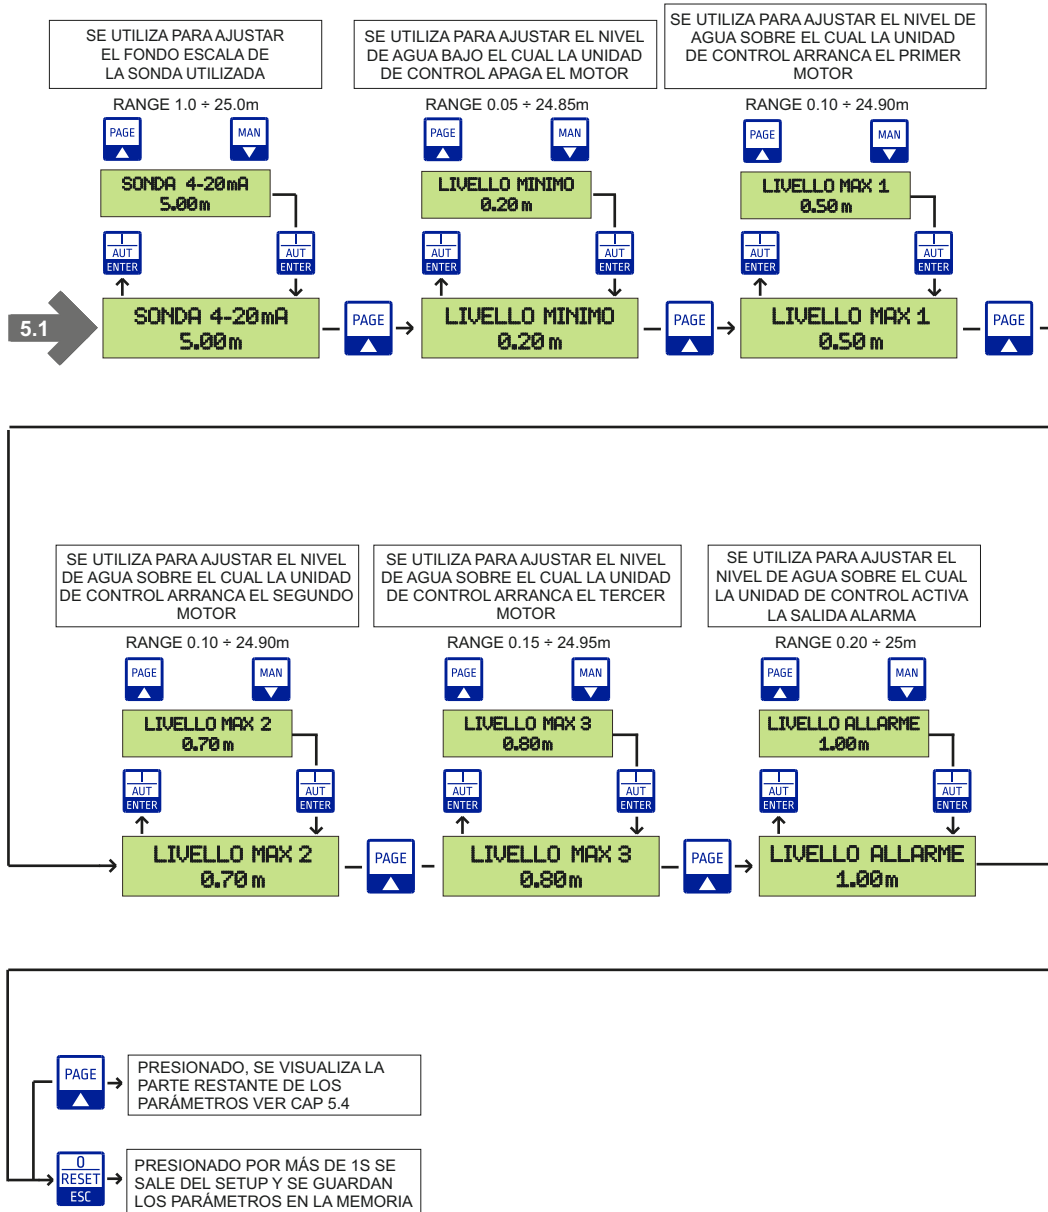 SE UTILIZA PARA AJUSTAR
EL FONDO ESCALA DE
LA SONDA UTILIZADA
RANGE 1.0 ÷ 25.0m
PAGE
MAN
SONDA 4-20mA
5.00m
I
AUT
ENTER
I
AUT
ENTER
5.1
SONDA 4-20mA
5.00m
PAGE
SE UTILIZA PARA AJUSTAR EL NIVEL
DE AGUA BAJO EL CUAL LA UNIDAD
DE CONTROL APAGA EL MOTOR
RANGE 0.05 ÷ 24.85m
PAGE
MAN
LIVELLO MINIMO
0.20 m
I
AUT
ENTER
I
AUT
ENTER
LIVELLO MINIMO
0.20 m
PAGE
SE UTILIZA PARA AJUSTAR EL NIVEL DE
AGUA SOBRE EL CUAL LA UNIDAD
DE CONTROL ARRANCA EL PRIMER
MOTOR
RANGE 0.10 ÷ 24.90m
PAGE
MAN
LIVELLO MAX 1
0.50 m
I
AUT
ENTER
I
AUT
ENTER
LIVELLO MAX 1
0.50 m
PAGE
SE UTILIZA PARA AJUSTAR EL NIVEL
DE AGUA SOBRE EL CUAL LA UNIDAD
DE CONTROL ARRANCA EL SEGUNDO
MOTOR
RANGE 0.10 ÷ 24.90m
PAGE
MAN
LIVELLO MAX 2
0.70 m
I
AUT
ENTER
I
AUT
ENTER
LIVELLO MAX 2
0.70 m
PAGE
SE UTILIZA PARA AJUSTAR EL NIVEL
DE AGUA SOBRE EL CUAL LA UNIDAD
DE CONTROL ARRANCA EL TERCER
MOTOR
RANGE 0.15 ÷ 24.95m
PAGE
MAN
LIVELLO MAX 3
0.80m
I
AUT
ENTER
I
AUT
ENTER
LIVELLO MAX 3
0.80m
PAGE
SE UTILIZA PARA AJUSTAR EL
NIVEL DE AGUA SOBRE EL CUAL
LA UNIDAD DE CONTROL ACTIVA
LA SALIDA ALARMA
RANGE 0.20 ÷ 25m
PAGE
MAN
LIVELLO ALLARME
1.00m
I
AUT
ENTER
I
AUT
ENTER
LIVELLO ALLARME
1.00m
PAGE
PRESIONADO, SE VISUALIZA LA
PARTE RESTANTE DE LOS
PARÁMETROS VER CAP 5.4
0
RESET
ESC
PRESIONADO POR MÁS DE 1S SE
SALE DEL SETUP Y SE GUARDAN
LOS PARÁMETROS EN LA MEMORIA